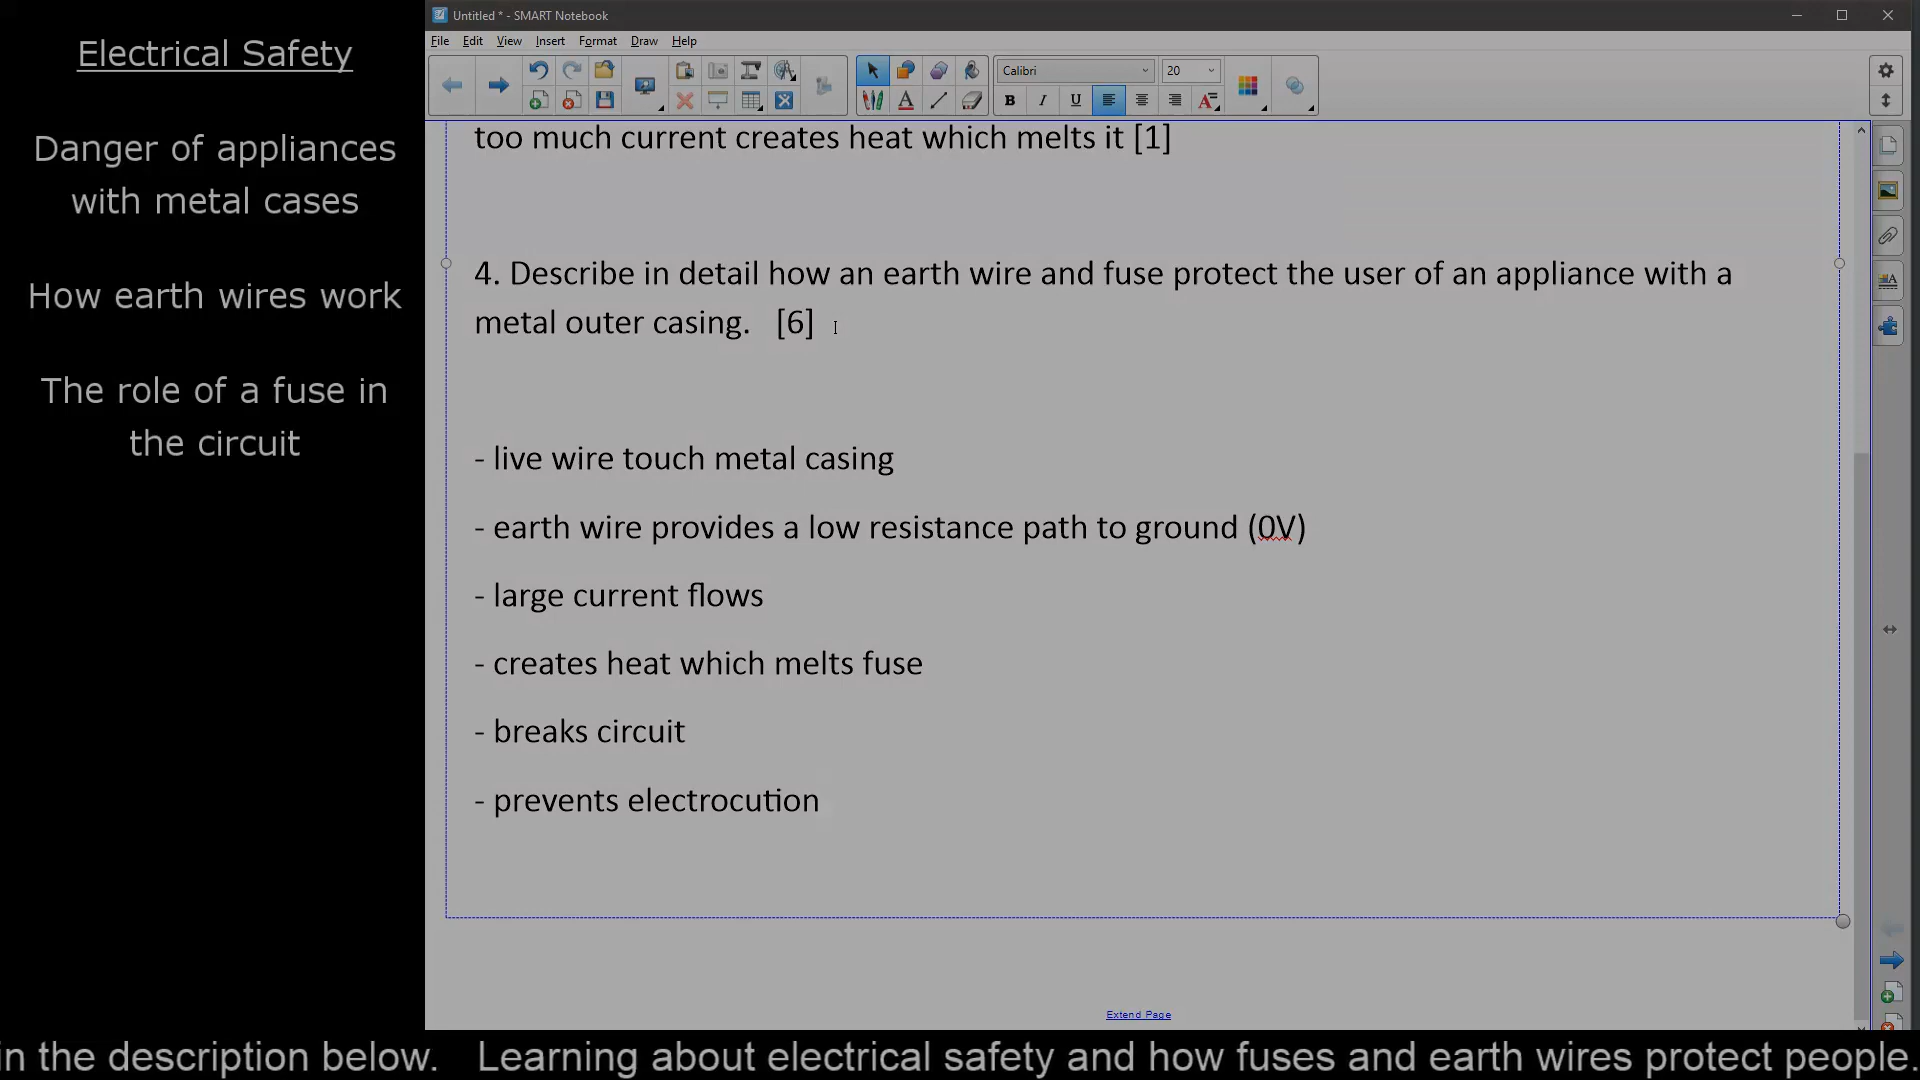 Electrical Safety
Danger of appliances
with metal cases
How earth wires work
The role of a fuse in
the circuit
Untitled * - SMART Notebook
File Edit View Insert Format Draw Help
Calibri 20
B I U A
too much current creates heat which melts it [1]
4. Describe in detail how an earth wire and fuse protect the user of an appliance with a
metal outer casing. [6]
- live wire touch metal casing
- earth wire provides a low resistance path to ground (0V)
- large current flows
- creates heat which melts fuse
- breaks circuit
- prevents electrocution
Extend Page
in the description below. Learning about electrical safety and how fuses and earth wires protect people.